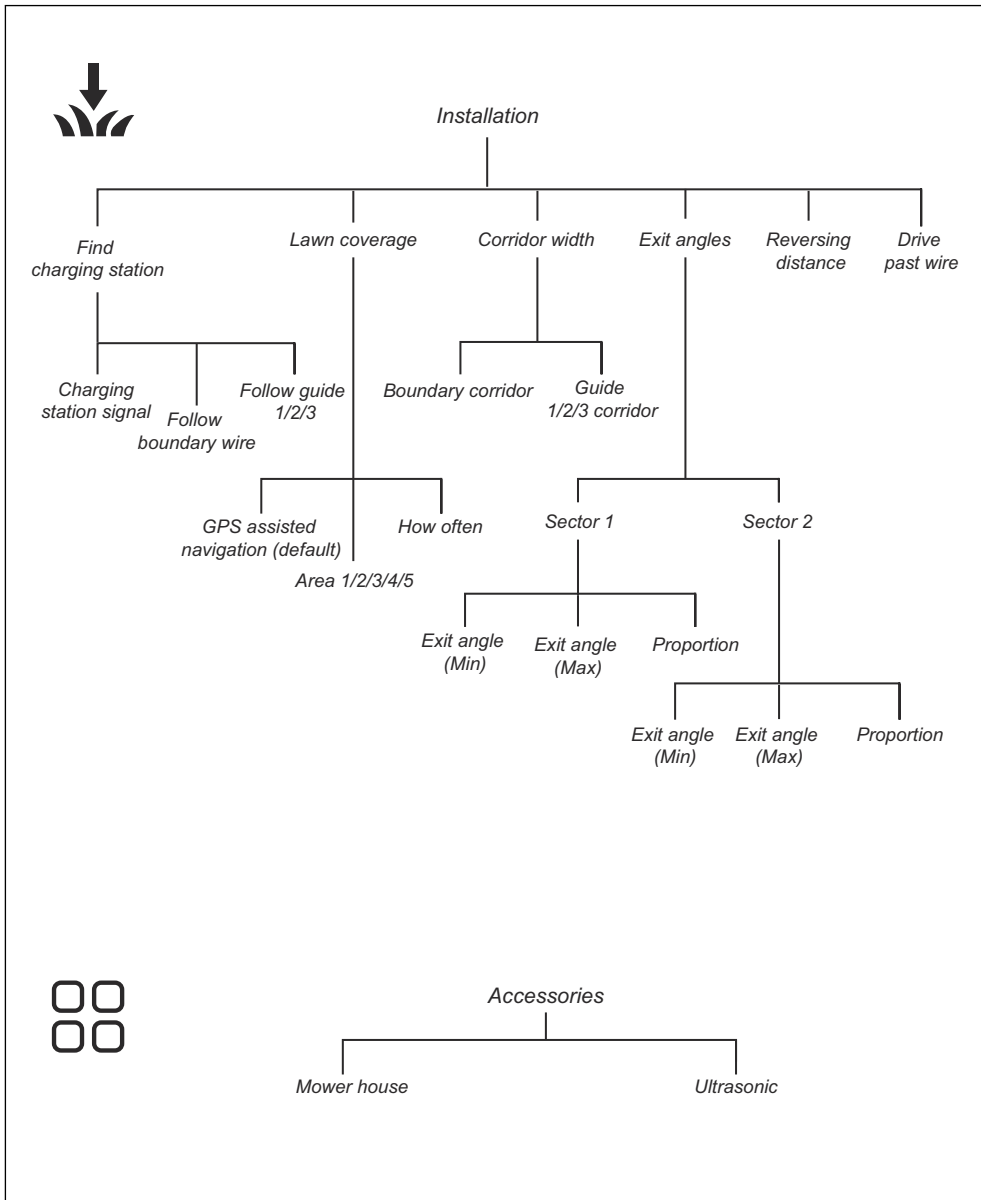 Installation
Find
charging station
Lawn coverage
Corridor width
Exit angles
Reversing
distance
Drive
past wire
Charging
station signal
Follow
boundary wire
Follow guide
1/2/3
Boundary corridor
Guide
1/2/3 corridor
GPS assisted
navigation (default)
Area 1/2/3/4/5
How often
Sector 1
Sector 2
Exit angle
(Min)
Exit angle
(Max)
Proportion
Exit angle
(Min)
Exit angle
(Max)
Proportion
Accessories
Mower house
Ultrasonic